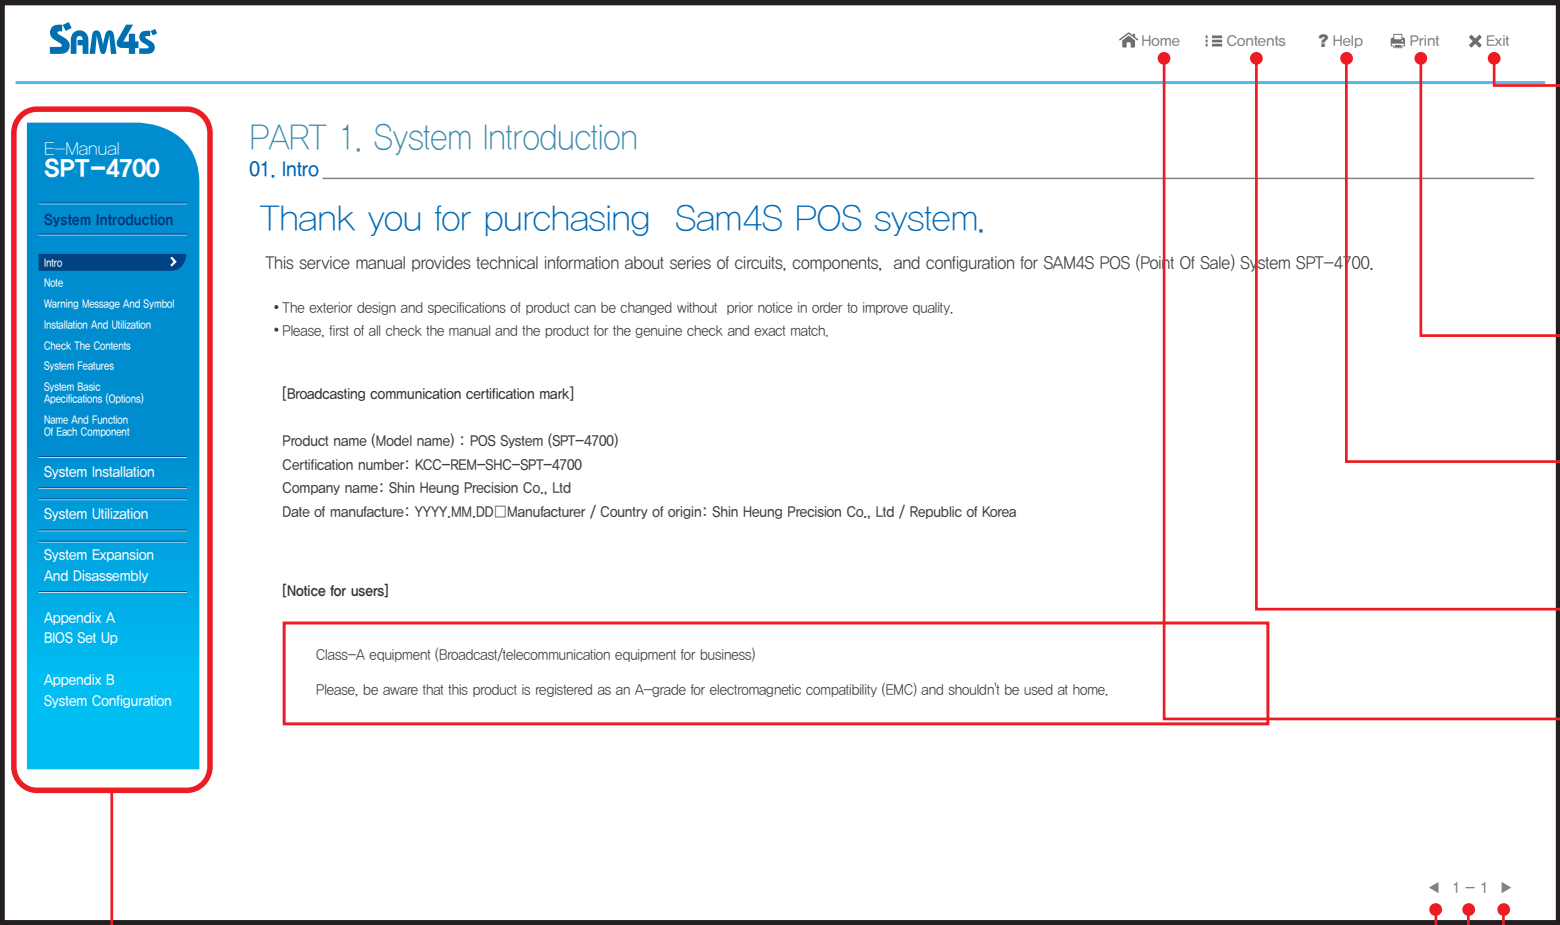 SAM4S
Home Contents ? Help Print Exit
E-Manual
SPT-4700
System Introduction
Intro
Note
Warning Message And Symbol
Installation And Utilization
Check The Contents
System Features
System Basic
Apecifications (Options)
Name And Function
Of Each Component
System Installation
System Utilization
System Expansion
And Disassembly
Appendix A
BIOS Set Up
Appendix B
System Configuration
PART 1. System Introduction
01. Intro
Thank you for purchasing Sam4S POS system.
This service manual provides technical information about series of circuits, components, and configuration for SAM4S POS (Point Of Sale) System SPT-4700.
• The exterior design and specifications of product can be changed without prior notice in order to improve quality.
• Please, first of all check the manual and the product for the genuine check and exact match.
[Broadcasting communication certification mark]
Product name (Model name) : POS System (SPT-4700)
Certification number: KCC-REM-SHC-SPT-4700
Company name: Shin Heung Precision Co., Ltd
Date of manufacture: YYYY.MM.DD□Manufacturer / Country of origin: Shin Heung Precision Co., Ltd / Republic of Korea
[Notice for users]
Class-A equipment (Broadcast/telecommunication equipment for business)
Please, be aware that this product is registered as an A-grade for electromagnetic compatibility (EMC) and shouldn't be used at home.
◀ 1 - 1 ▶